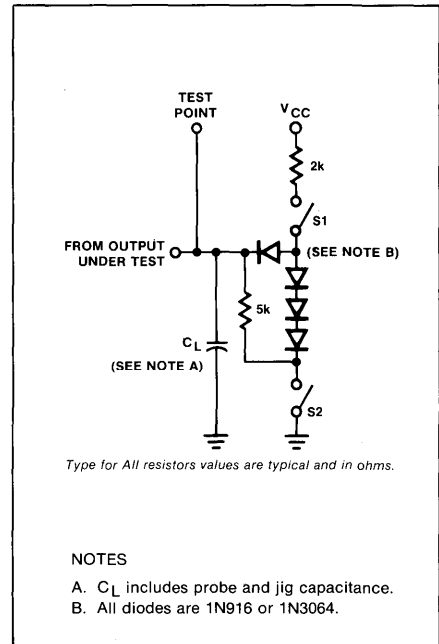 TEST
POINT
VCC
2k
S1
FROM OUTPUT
UNDER TEST
(SEE NOTE B)
5k
CL
(SEE NOTE A)
S2
Type for All resistors values are typical and in ohms.
NOTES
A. CL includes probe and jig capacitance.
B. All diodes are 1N916 or 1N3064.